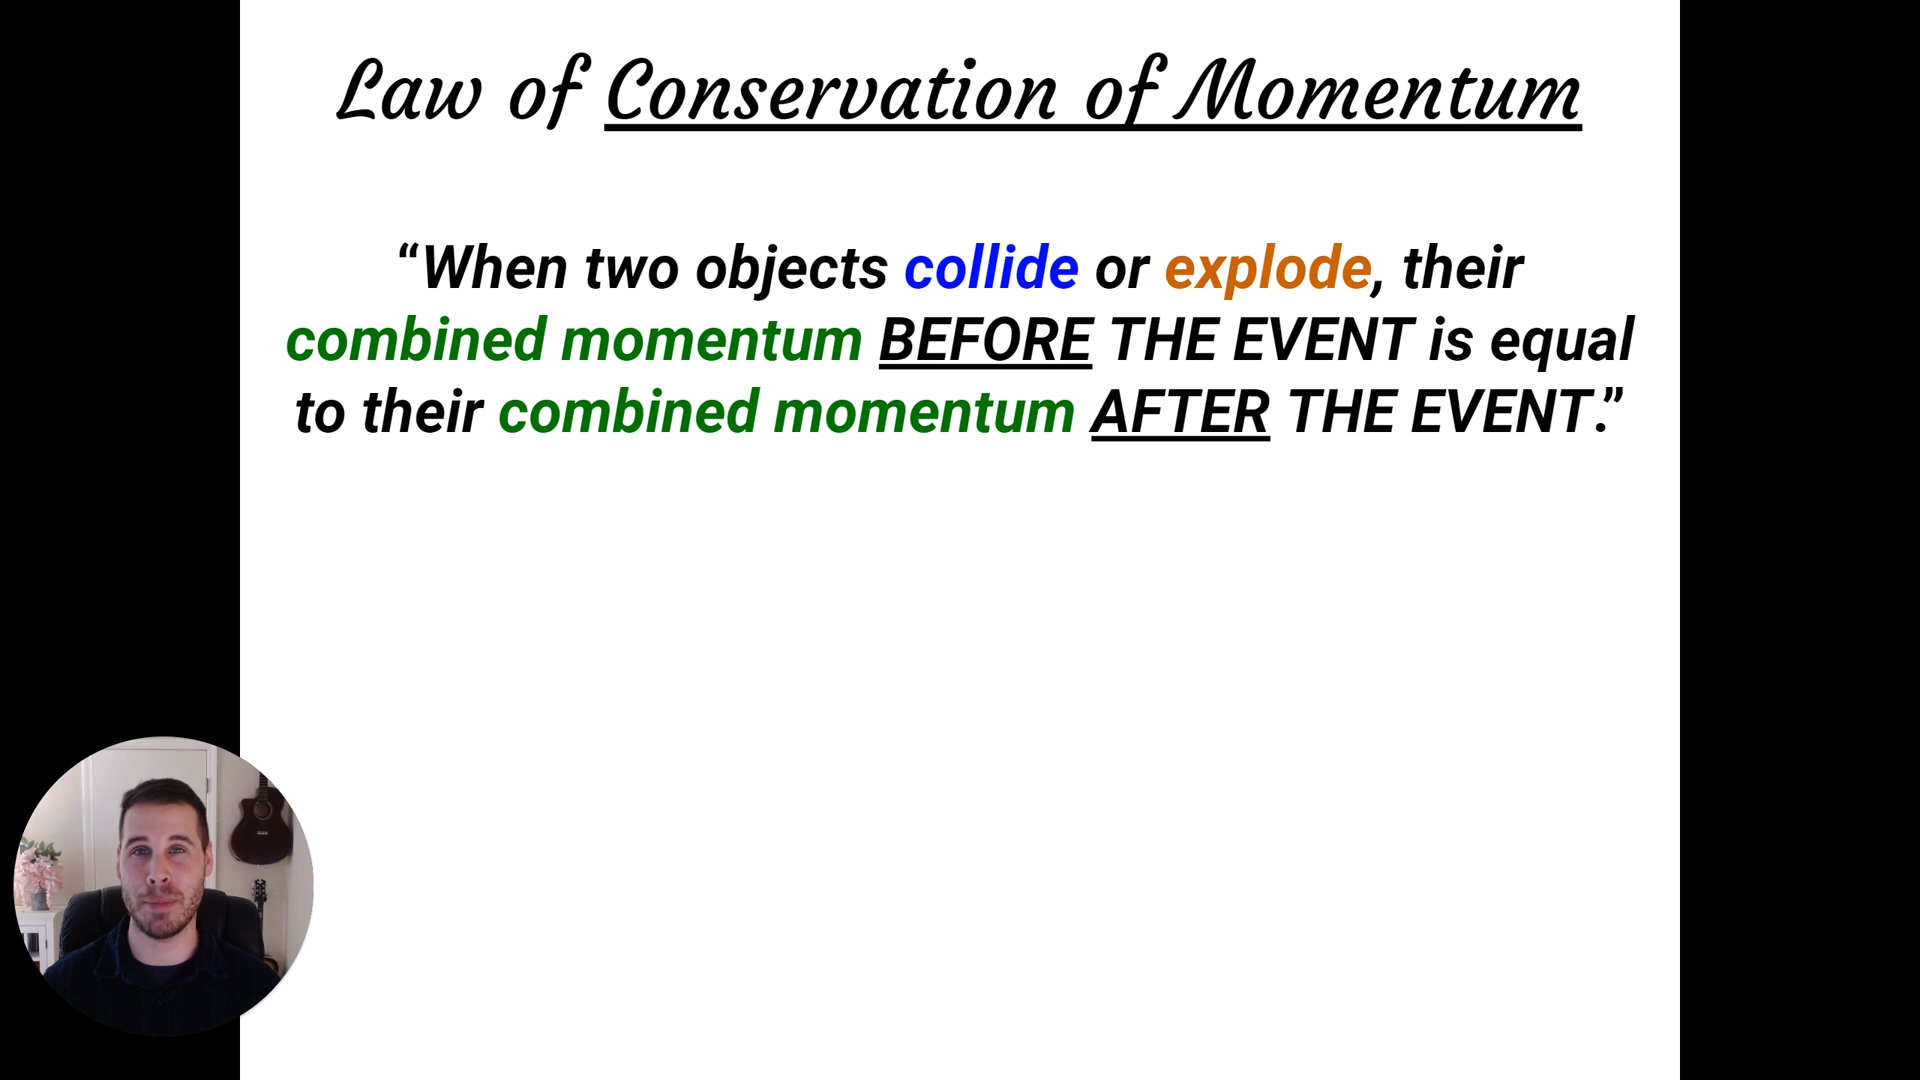 Law of Conservation of Momentum
“When two objects collide or explode, their
combined momentum BEFORE THE EVENT is equal
to their combined momentum AFTER THE EVENT.”